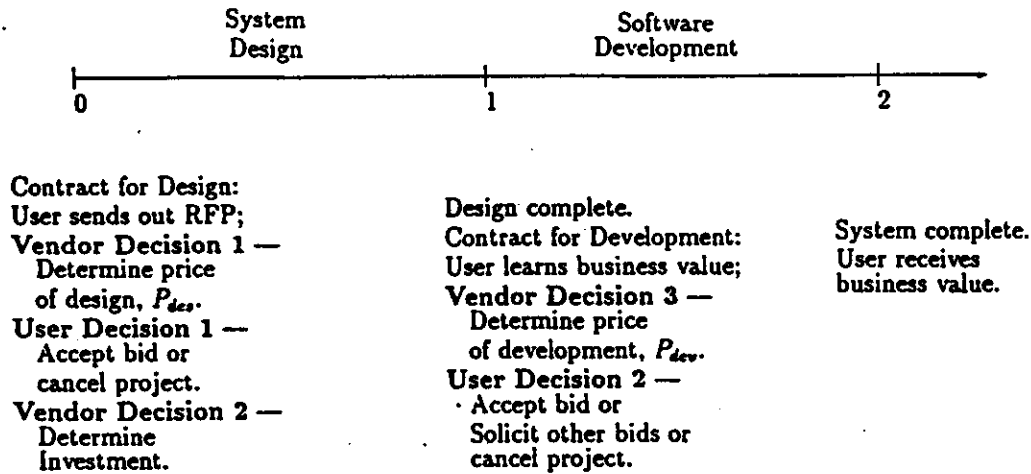 System
Design
Software
Development
0
1
2
Contract for Design:
User sends out RFP;
Vendor Decision 1 —
Determine price
of design, P_des.
User Decision 1 —
Accept bid or
cancel project.
Vendor Decision 2 —
Determine
Investment.
Design complete.
Contract for Development:
User learns business value;
Vendor Decision 3 —
Determine price
of development, P_dev.
User Decision 2 —
Accept bid or
Solicit other bids or
cancel project.
System complete.
User receives
business value.